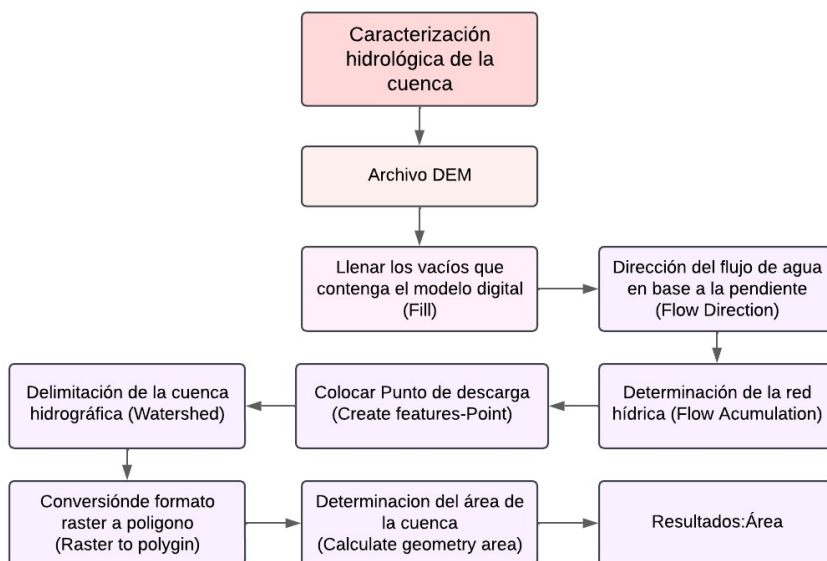 Caracterización
hidrológica de la
cuenca
Archivo DEM
Llenar los vacíos que
contenga el modelo digital
(Fill)
Dirección del flujo de agua
en base a la pendiente
(Flow Direction)
Determinación de la red
hídrica (Flow Acumulation)
Colocar Punto de descarga
(Create features-Point)
Delimitación de la cuenca
hidrográfica (Watershed)
Conversiónde formato
raster a poligono
(Raster to polygin)
Determinacion del área de
la cuenca
(Calculate geometry area)
Resultados:Área